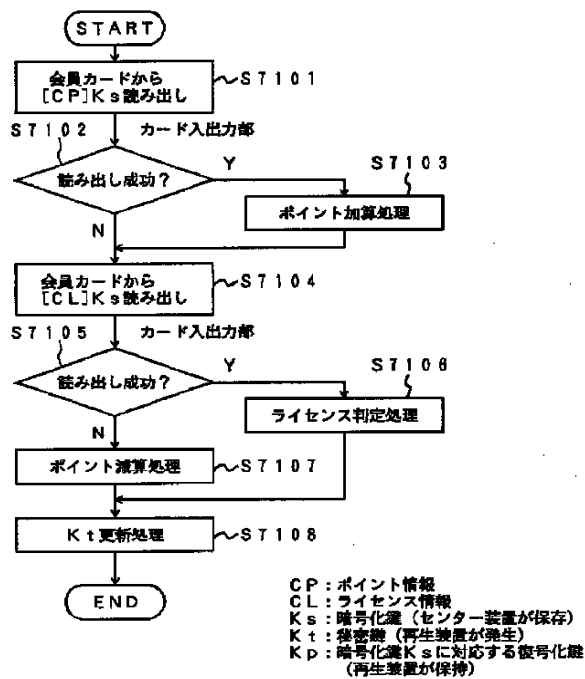 START
会員カードから
[CP]Ks読み出し
S7101
S7102
カード入出力部
読み出し成功?
Y
S7103
ポイント加算処理
N
会員カードから
[CL]Ks読み出し
S7104
S7105
カード入出力部
読み出し成功?
Y
S7106
ライセンス判定処理
N
ポイント減算処理
S7107
Kt更新処理
S7108
END
CP:ポイント情報
CL:ライセンス情報
Ks:暗号化鍵(センター装置が保存)
Kt:秘密鍵(再生装置が発生)
Kp:暗号化鍵Ksに対応する復号化鍵
(再生装置が保持)